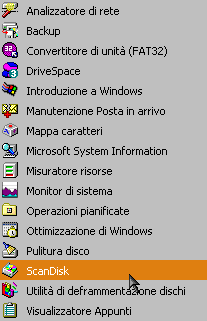 Analizzatore di rete
Backup
Convertitore di unità (FAT32)
DriveSpace
Introduzione a Windows
Manutenzione Posta in arrivo
Mappa caratteri
Microsoft System Information
Misuratore risorse
Monitor di sistema
Operazioni pianificate
Ottimizzazione di Windows
Pulitura disco
ScanDisk
Utilità di deframmentazione dischi
Visualizzatore Appunti